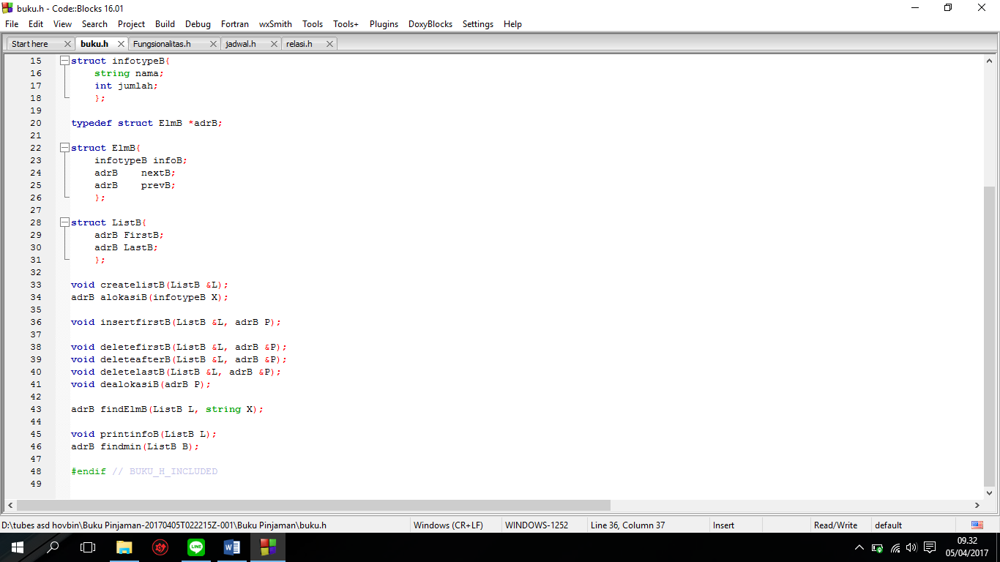 buku.h - Code::Blocks 16.01
File Edit View Search Project Build Debug Fortran wxSmith Tools Tools+ Plugins DoxyBlocks Settings Help
Start here buku.h Fungsionalitas.h jadwal.h relasi.h
15 struct infotypeB{
16 string nama;
17 int jumlah;
18 };
19
20 typedef struct ElmB *adrB;
21
22 struct ElmB{
23 infotypeB infoB;
24 adrB nextB;
25 adrB prevB;
26 };
27
28 struct ListB{
29 adrB FirstB;
30 adrB LastB;
31 };
32
33 void createlistB(ListB &L);
34 adrB alokasiB(infotypeB X);
35
36 void insertfirstB(ListB &L, adrB P);
37
38 void deletefirstB(ListB &L, adrB &P);
39 void deleteafterB(ListB &L, adrB &P);
40 void deletelastB(ListB &L, adrB &P);
41 void dealokasiB(adrB P);
42
43 adrB findElmB(ListB L, string X);
44
45 void printinfoB(ListB L);
46 adrB findmin(ListB B);
47
48 #endif // BUKU_H_INCLUDED
49
D:\tubes asd hovbin\Buku Pinjaman-20170405T022215Z-001\Buku Pinjaman\buku.h Windows (CR+LF) WINDOWS-1252 Line 36, Column 37 Insert Read/Write default
LINE
09.32
05/04/2017